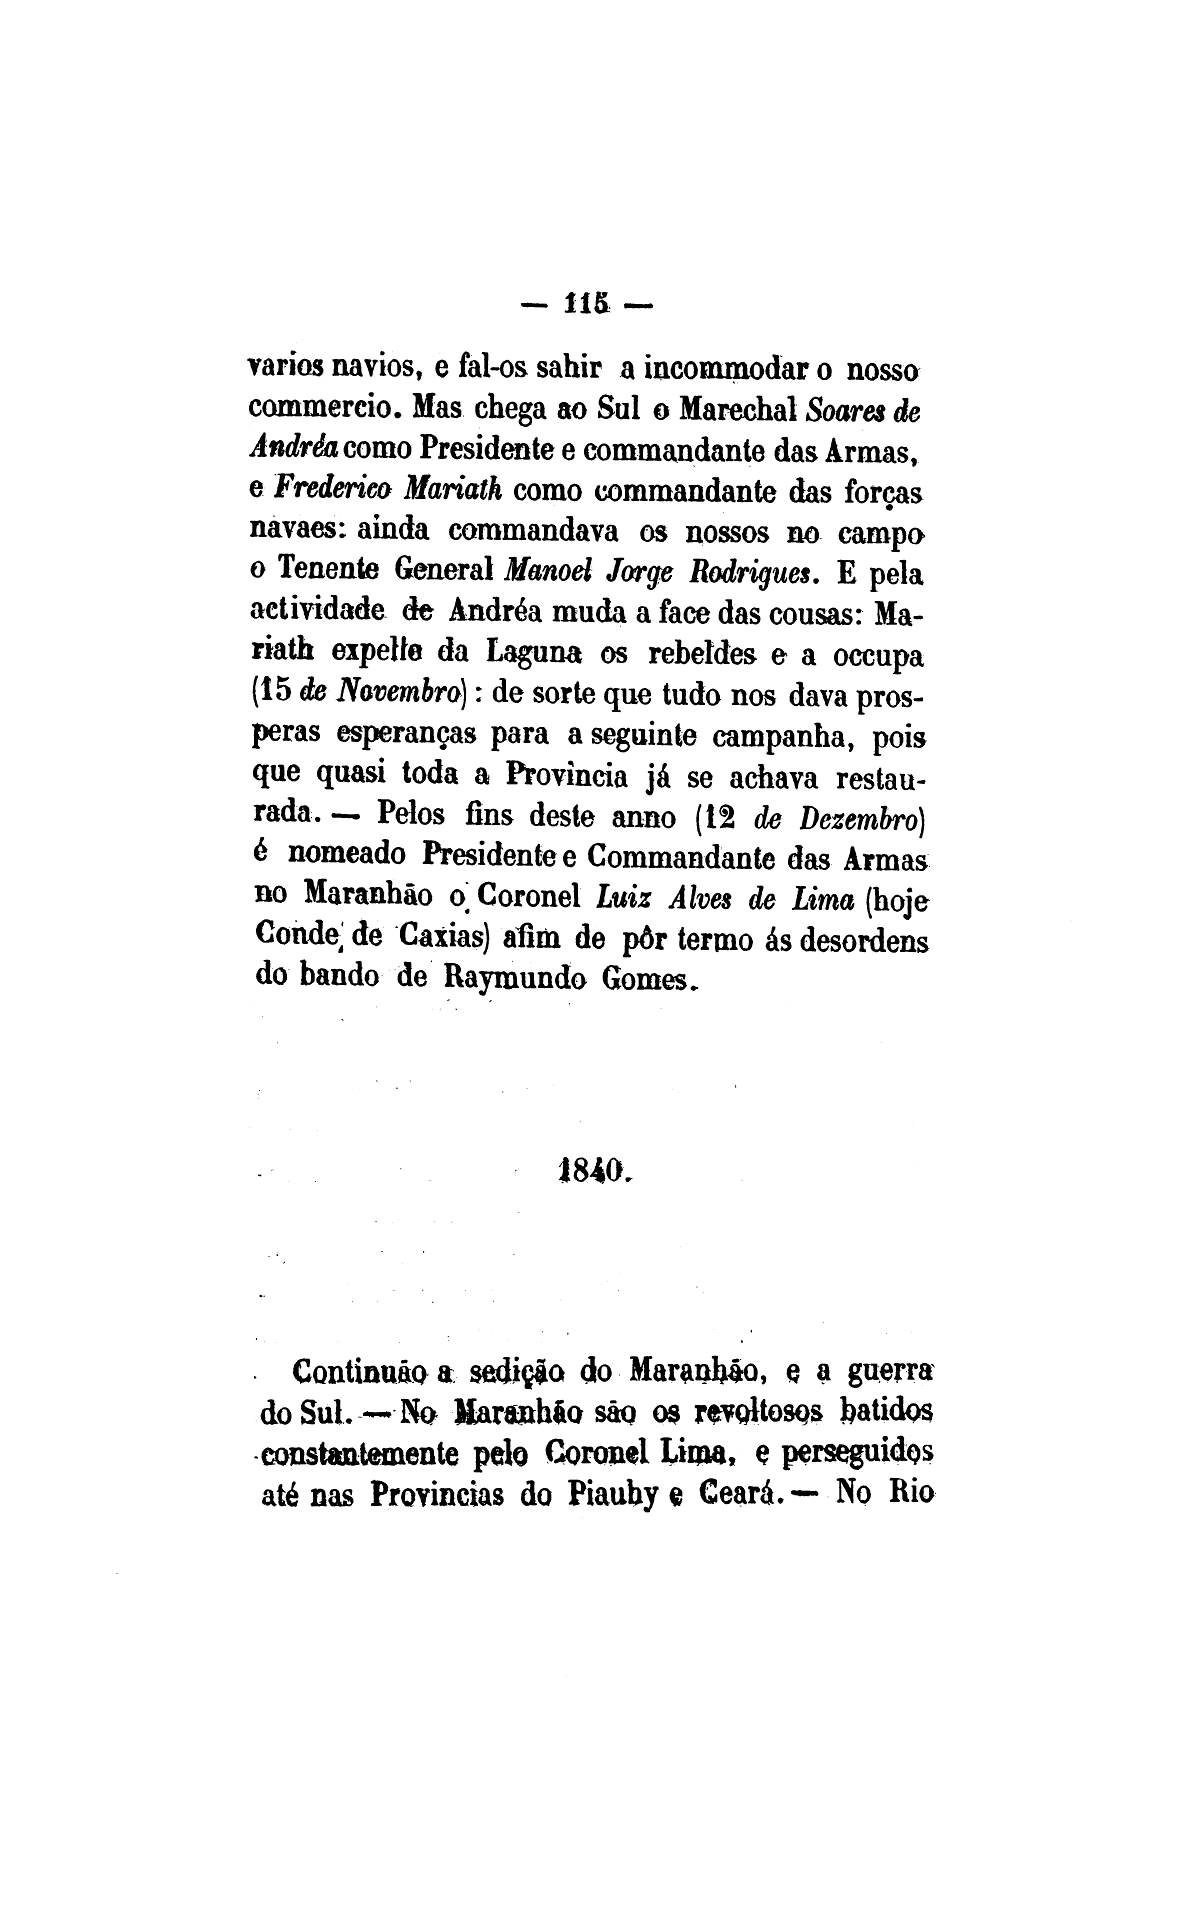 — 115 —
varios navios, e fal-os sahir a incommodar o nosso
commercio. Mas chega ao Sul o Marechal Soares de
Andréa como Presidente e commandante das Armas,
e Frederico Mariath como commandante das forças
navaes: ainda commandava os nossos no campo
o Tenente General Manoel Jorge Rodrigues. E pela
actividade de Andréa muda a face das cousas: Ma-
riath expelle da Laguna os rebeldes e a occupa
(15 de Novembro) : de sorte que tudo nos dava pros-
peras esperanças para a seguinte campanha, pois
que quasi toda a Provincia já se achava restau-
rada. — Pelos fins deste anno (12 de Dezembro)
é nomeado Presidente e Commandante das Armas
no Maranhão o Coronel Luiz Alves de Lima (hoje
Conde de Caxias) afim de pôr termo ás desordens
do bando de Raymundo Gomes.
1840.
Continuão a sedição do Maranhão, e a guerra
do Sul. — No Maranhão são os revoltosos batidos
constantemente pelo Coronel Lima, e perseguidos
até nas Provincias do Piauhy e Ceará. — No Rio